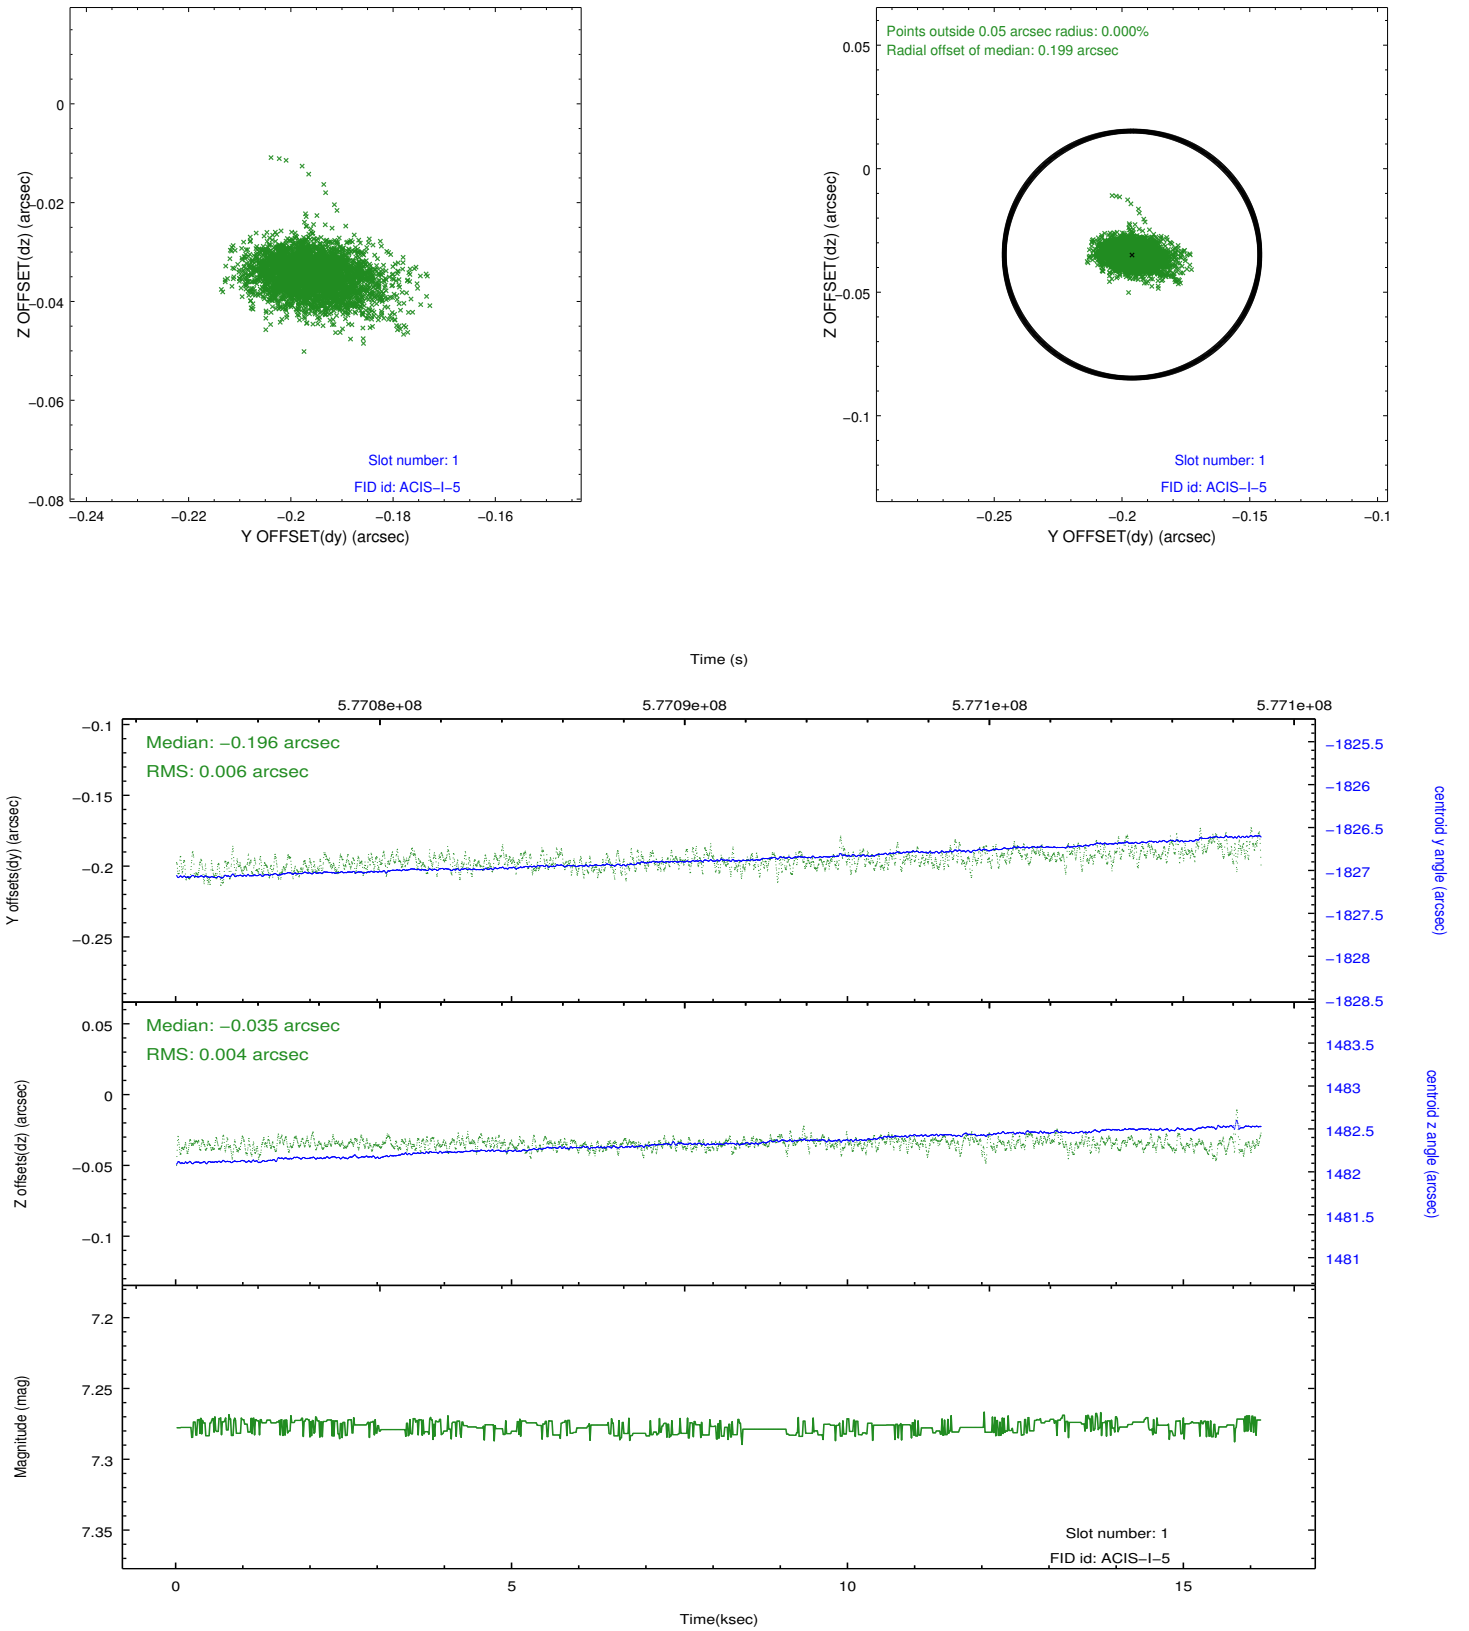 0
−0.02
−0.04
−0.06
−0.08
Z OFFSET(dz) (arcsec)
Slot number: 1
FID id: ACIS−I−5
−0.24 −0.22 −0.2 −0.18 −0.16
Y OFFSET(dy) (arcsec)
Points outside 0.05 arcsec radius: 0.000%
Radial offset of median: 0.199 arcsec
0.05
0
−0.05
−0.1
Z OFFSET(dz) (arcsec)
Slot number: 1
FID id: ACIS−I−5
−0.25 −0.2 −0.15 −0.1
Y OFFSET(dy) (arcsec)
Time (s)
5.7708e+08 5.7709e+08 5.771e+08 5.771e+08
Median: −0.196 arcsec
RMS: 0.006 arcsec
−0.1
−0.15
−0.2
−0.25
Y offsets(dy) (arcsec)
−1825.5
−1826
−1826.5
−1827
−1827.5
−1828
−1828.5
centroid y angle (arcsec)
Median: −0.035 arcsec
RMS: 0.004 arcsec
0.05
0
−0.05
−0.1
Z offsets(dz) (arcsec)
1483.5
1483
1482.5
1482
1481.5
1481
centroid z angle (arcsec)
7.2
7.25
7.3
7.35
Magnitude (mag)
Slot number: 1
FID id: ACIS−I−5
0 5 10 15
Time(ksec)